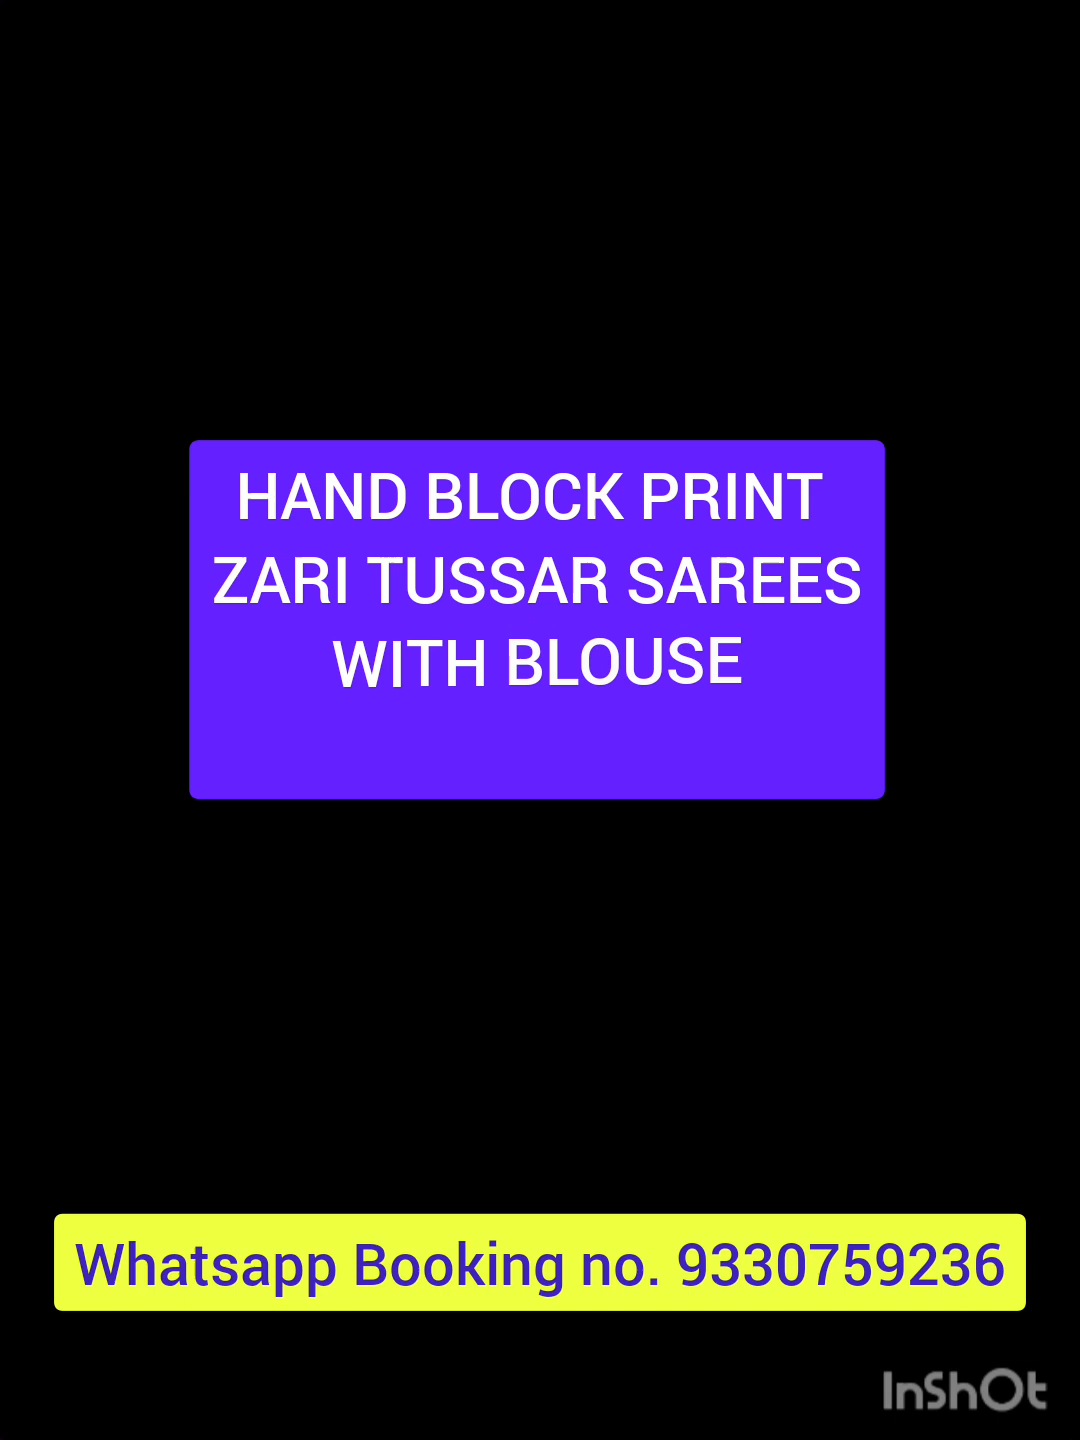 HAND BLOCK PRINT
ZARI TUSSAR SAREES
WITH BLOUSE
Whatsapp Booking no. 9330759236
InShOt